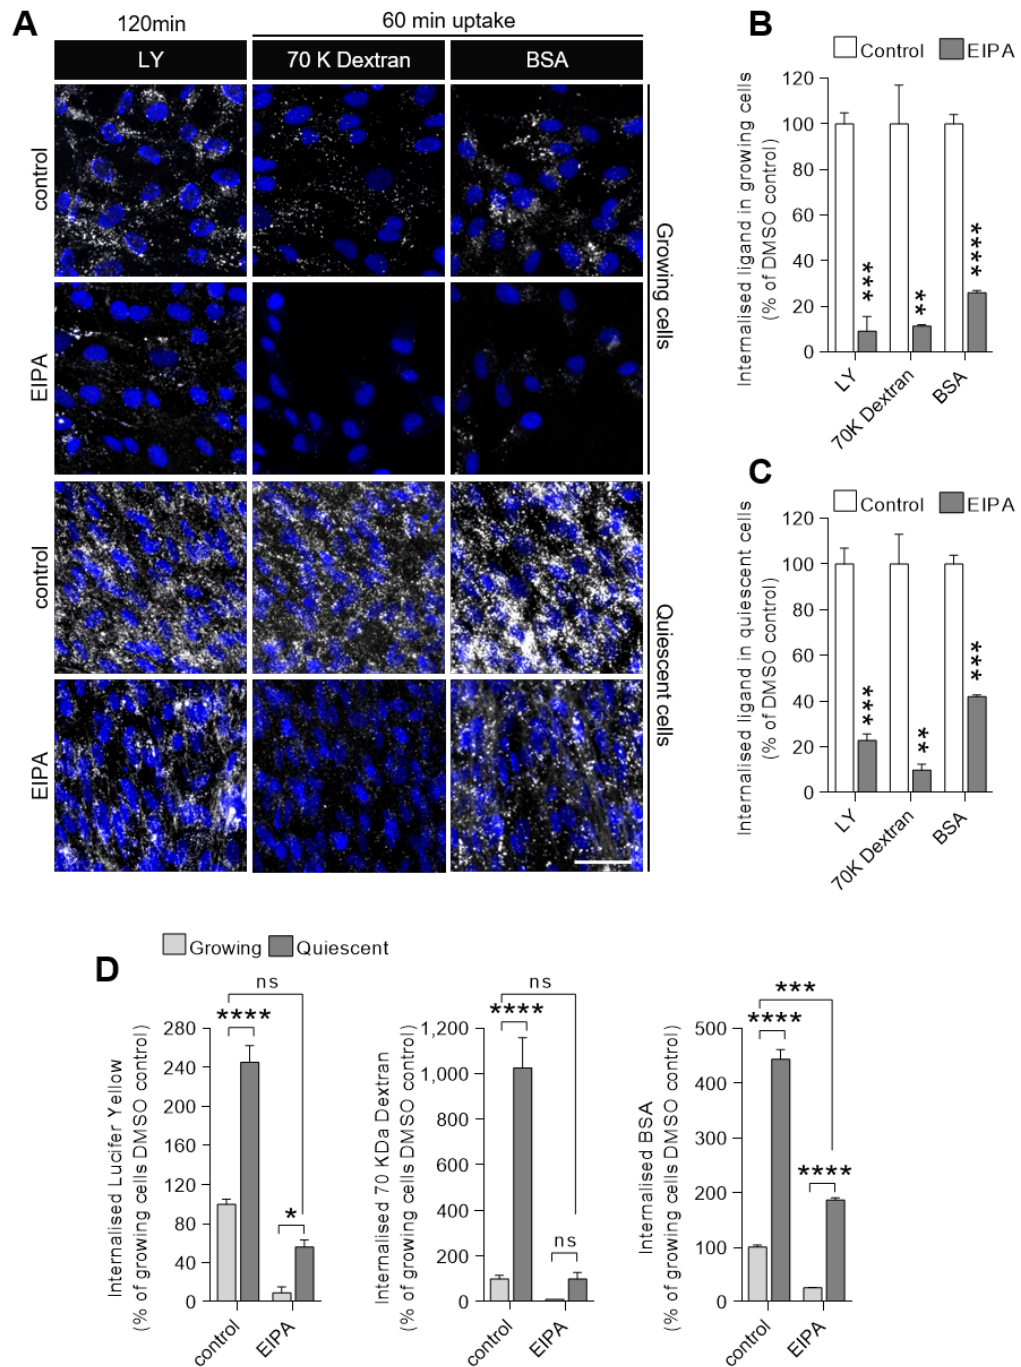 A
120min
60 min uptake
LY
70 K Dextran
BSA
control
EIPA
Growing cells
control
EIPA
Quiescent cells
B
Control
EIPA
Internalised ligand in growing cells
(% of DMSO control)
120
100
80
60
40
20
0
***
**
****
LY
70K Dextran
BSA
C
Control
EIPA
Internalised ligand in quiescent cells
(% of DMSO control)
120
100
80
60
40
20
0
***
**
***
LY
70K Dextran
BSA
D
Growing
Quiescent
Internalised Lucifer Yellow
(% of growing cells DMSO control)
280
240
200
160
120
80
40
0
ns
****
*
control
EIPA
Internalised 70 KDa Dextran
(% of growing cells DMSO control)
1,200
1,000
800
600
400
200
0
ns
****
ns
control
EIPA
Internalised BSA
(% of growing cells DMSO control)
500
400
300
200
100
0
***
****
****
control
EIPA